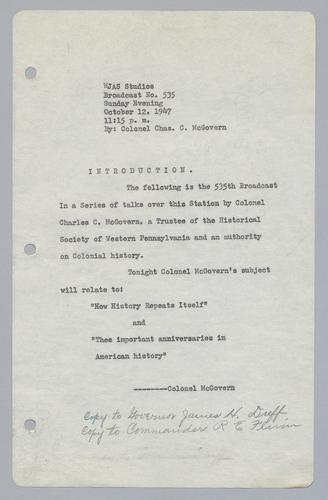 WJAS Studios
Broadcast No. 535
Sunday Evening
October 12, 1947
11:15 p. m.
By: Colonel Chas. C. McGovern
INTRODUCTION.
The following is the 535th Broadcast
In a Series of talks over this Station by Colonel
Charles C. McGovern, a Trustee of the Historical
Society of Western Pennsylvania and an authority
on Colonial history.
Tonight Colonel McGovern's subject
will relate to:
"How History Repeats Itself"
and
"Thee important anniversaries in
American history"
--------Colonel McGovern
Copy to Governor James H. Duff
Copy to Commander R E